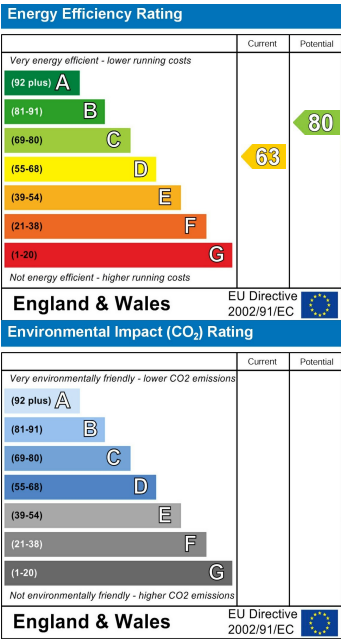 Energy Efficiency Rating
Current Potential
Very energy efficient - lower running costs
(92 plus) A
(81-91) B
80
(69-80) C
63
(55-68) D
(39-54) E
(21-38) F
(1-20) G
Not energy efficient - higher running costs
England & Wales
EU Directive
2002/91/EC
Environmental Impact (CO₂) Rating
Current Potential
Very environmentally friendly - lower CO2 emissions
(92 plus) A
(81-91) B
(69-80) C
(55-68) D
(39-54) E
(21-38) F
(1-20) G
Not environmentally friendly - higher CO2 emissions
England & Wales
EU Directive
2002/91/EC